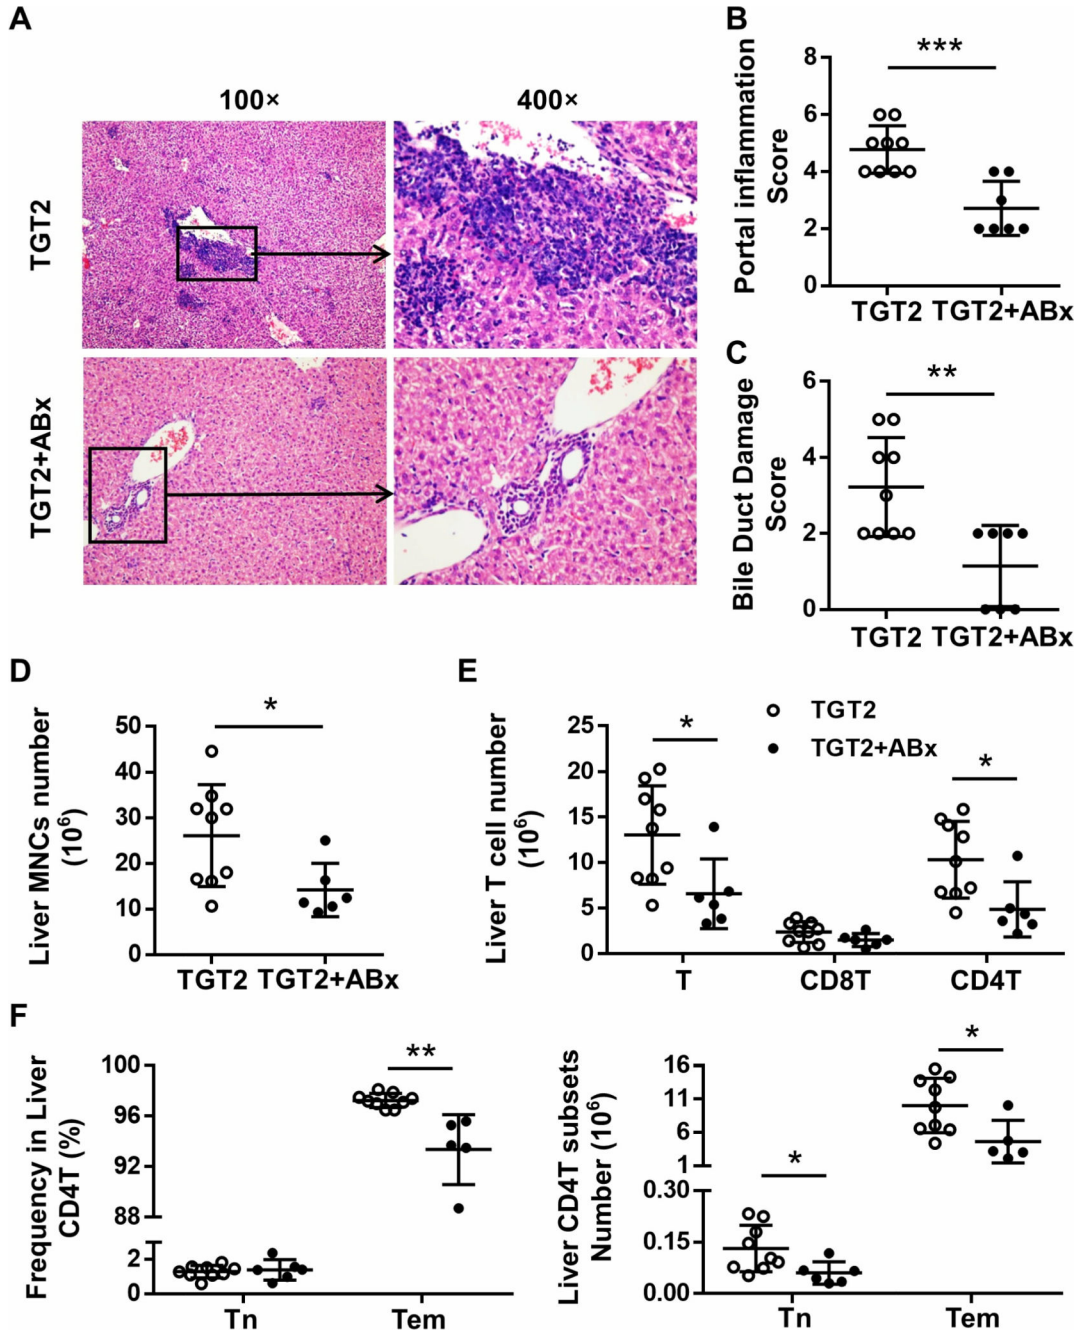 A
100×
400×
TGT2
TGT2+ABx
B
Portal inflammation
Score
8
6
4
2
0
***
TGT2
TGT2+ABx
C
Bile Duct Damage
Score
6
4
2
0
**
TGT2
TGT2+ABx
D
Liver MNCs number
(10⁶)
50
40
30
20
10
0
*
TGT2
TGT2+ABx
E
Liver T cell number
(10⁶)
25
20
15
10
5
0
TGT2
TGT2+ABx
*
*
T
CD8T
CD4T
F
Frequency in Liver
CD4T (%)
100
96
92
88
2
0
**
Tn
Tem
Liver CD4T subsets
Number (10⁶)
16
11
6
1
0.30
0.15
0.00
*
*
Tn
Tem